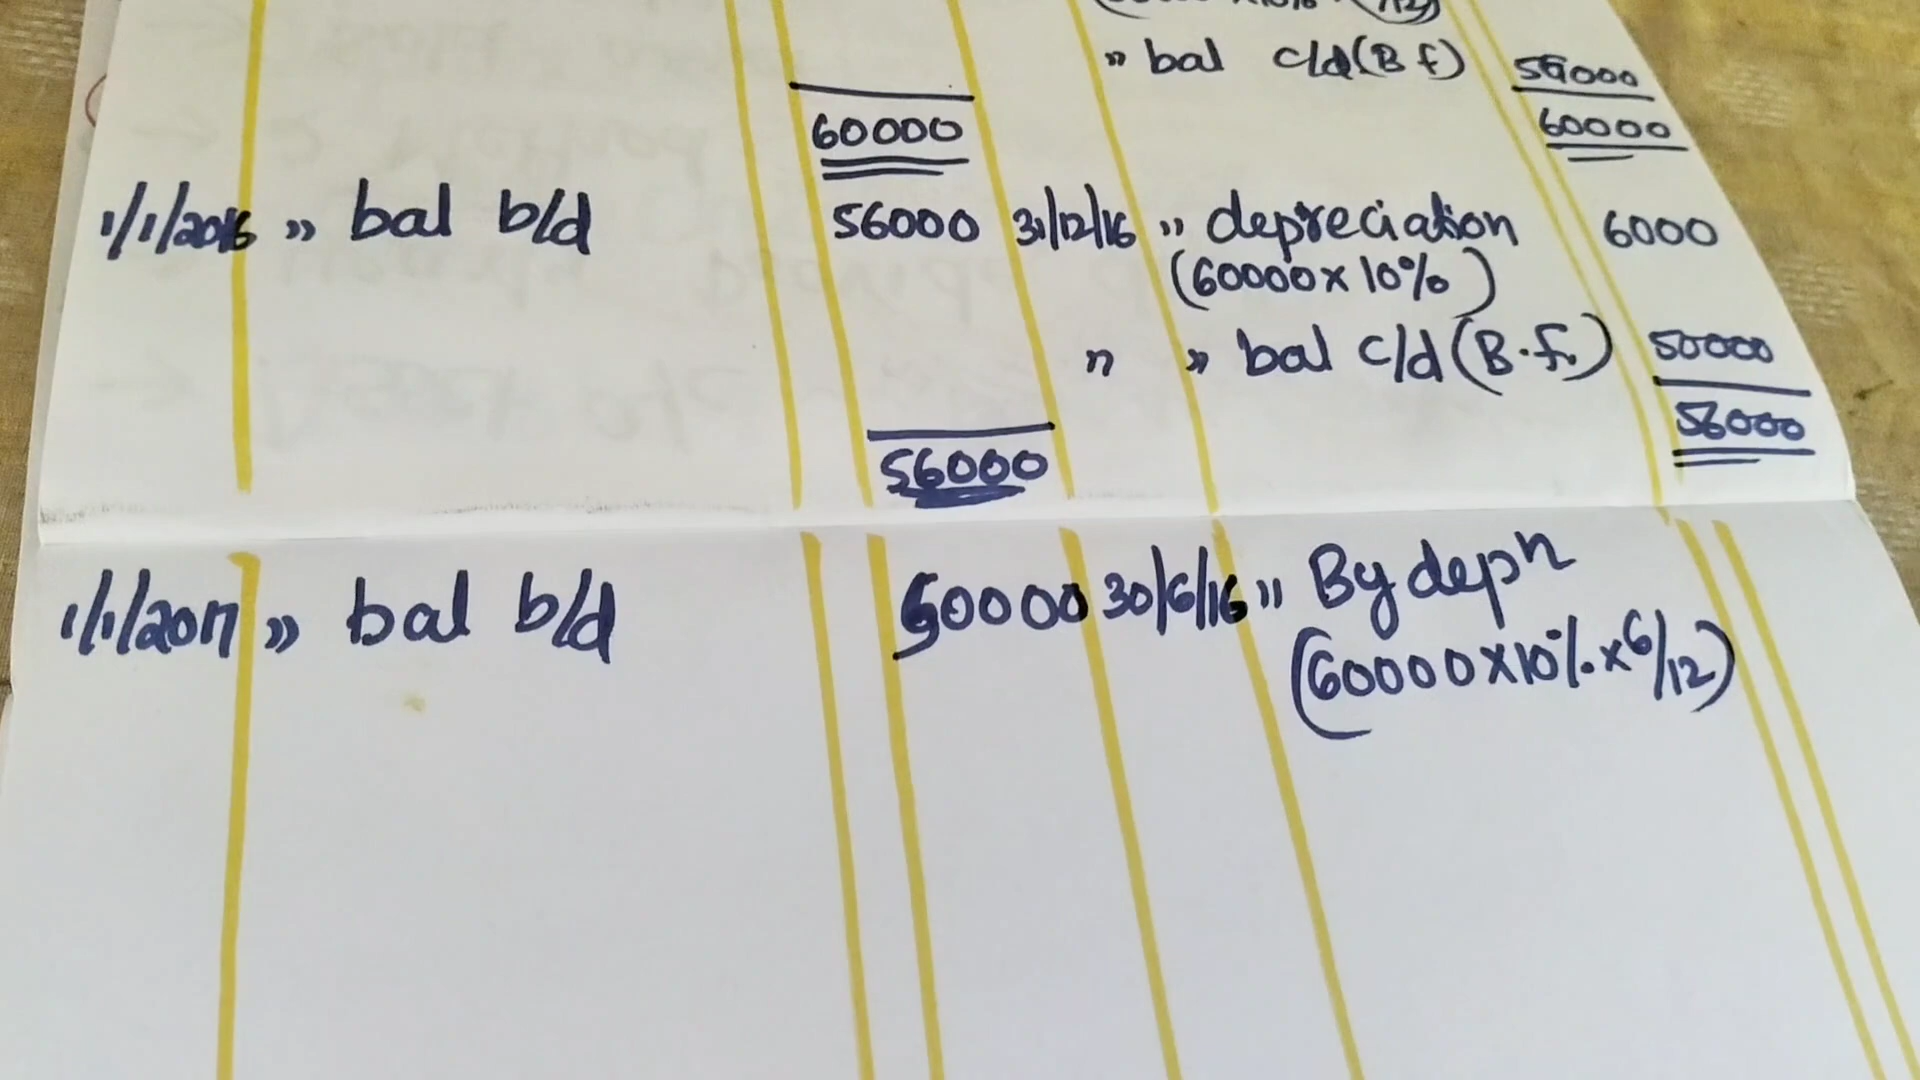 " bal c/d (B f) 56000
60000 60000
1/1/2016 " bal b/d 56000 31/12/16 " depreciation 6000
(60000 x 10%)
" " bal c/d (B.f.) 50000
56000
56000
1/1/2017 " bal b/d 50000 30/6/16 " By depn
(60000 x 10% x 6/12)